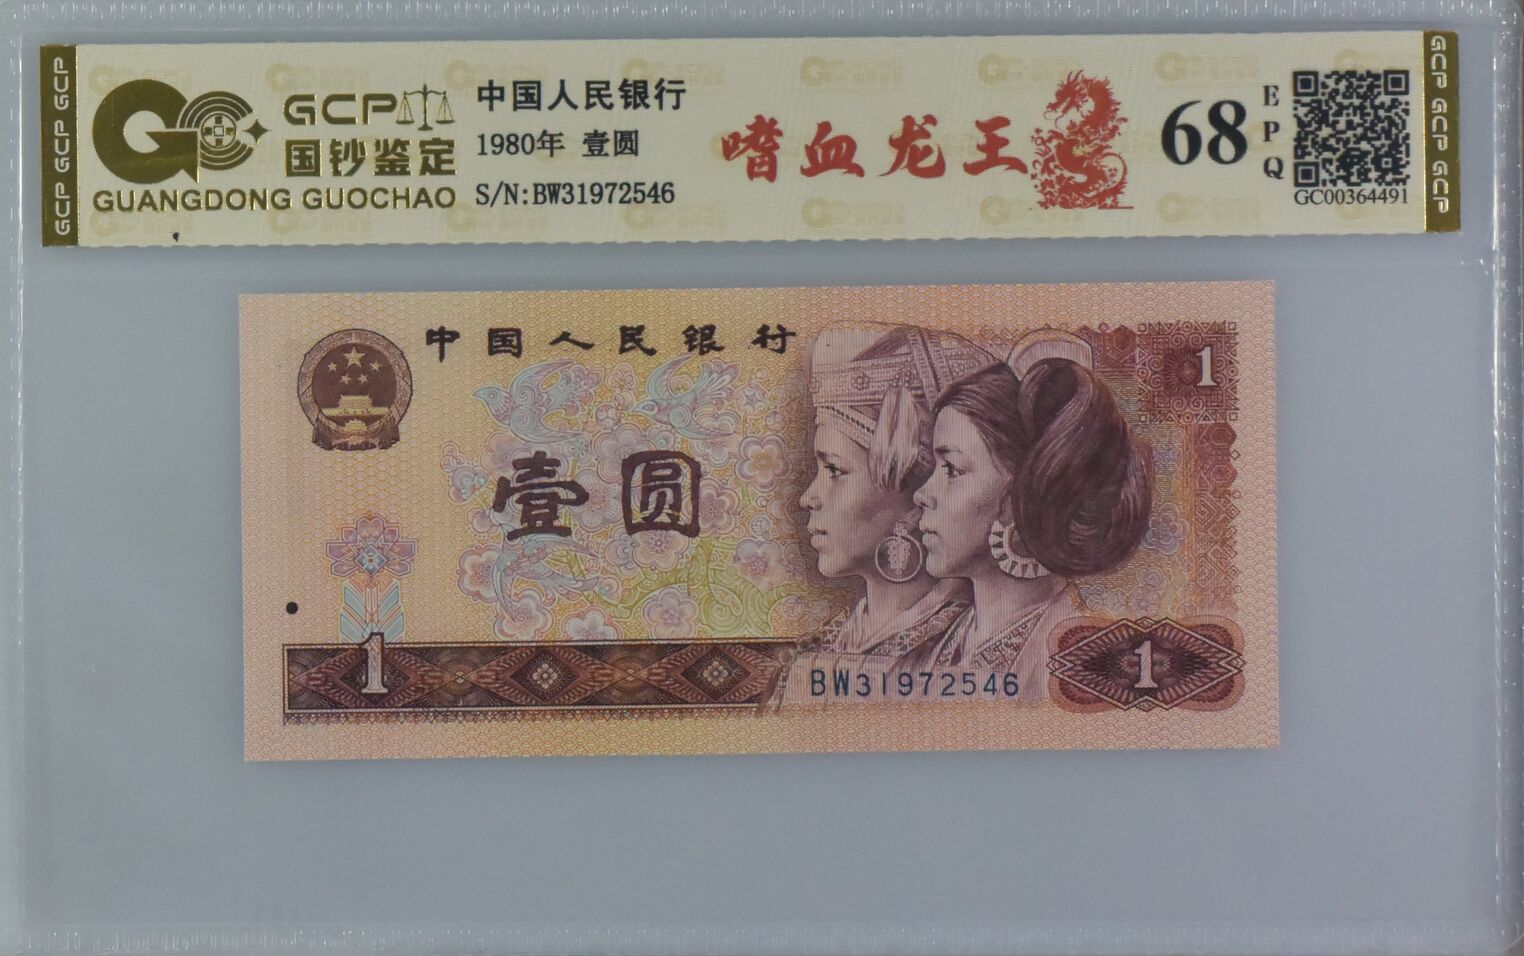 GCP GCP GCP
GCP
国钞鉴定
GUANGDONG GUOCHAO
中国人民银行
1980年 壹圆
S/N:BW31972546
嗜血龙王
68
EPQ
GC00364491
GCP GCP GCP
中国人民银行
1
壹圆
1
BW31972546
1